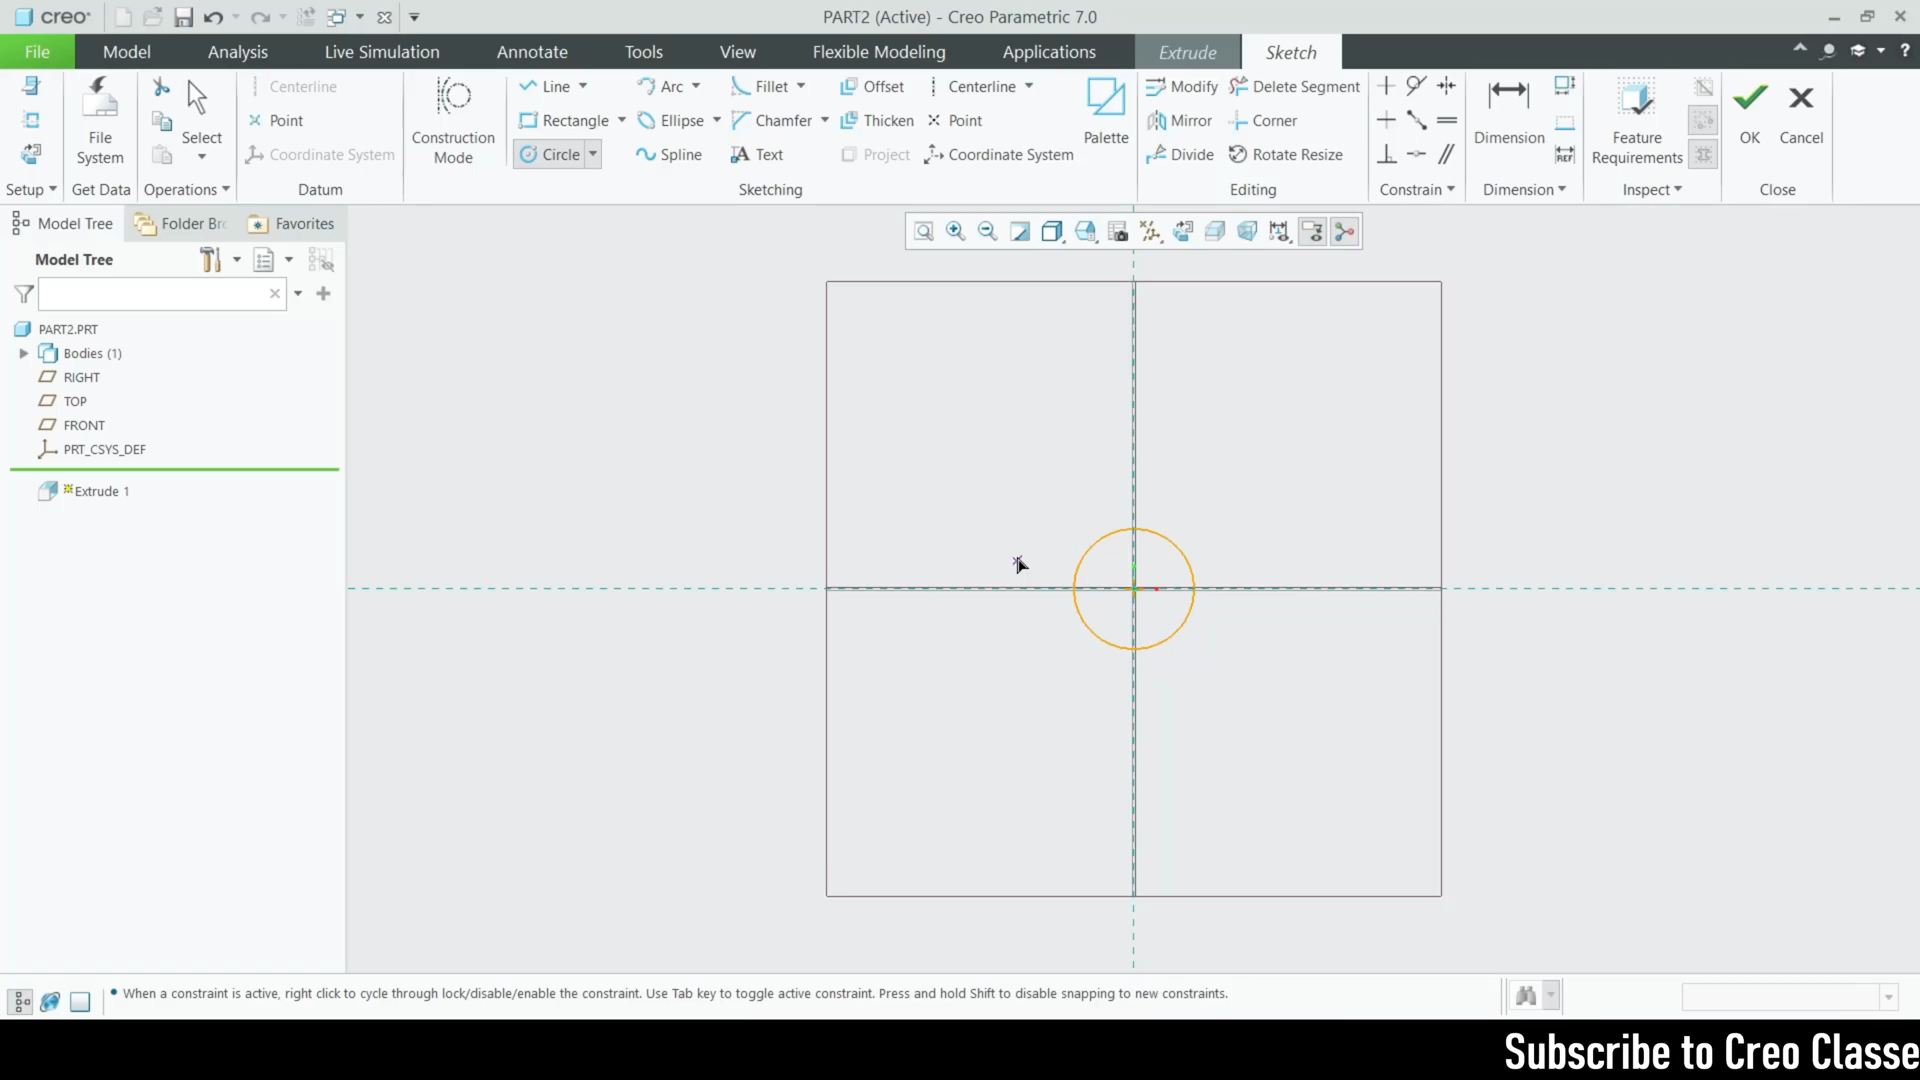 creo
PART2 (Active) - Creo Parametric 7.0
File Model Analysis Live Simulation Annotate Tools View Flexible Modeling Applications Extrude Sketch
Centerline
Point
Coordinate System
File System
Select
Construction Mode
Line
Arc
Fillet
Offset
Centerline
Rectangle
Ellipse
Chamfer
Thicken
Point
Circle
Spline
Text
Project
Coordinate System
Palette
Modify
Delete Segment
Mirror
Corner
Divide
Rotate Resize
Dimension
REF
Feature Requirements
OK
Cancel
Setup Get Data Operations Datum Sketching Editing Constrain Dimension Inspect Close
Model Tree Folder Br Favorites
Model Tree
PART2.PRT
Bodies (1)
RIGHT
TOP
FRONT
PRT_CSYS_DEF
Extrude 1
When a constraint is active, right click to cycle through lock/disable/enable the constraint. Use Tab key to toggle active constraint. Press and hold Shift to disable snapping to new constraints.
Subscribe to Creo Classe